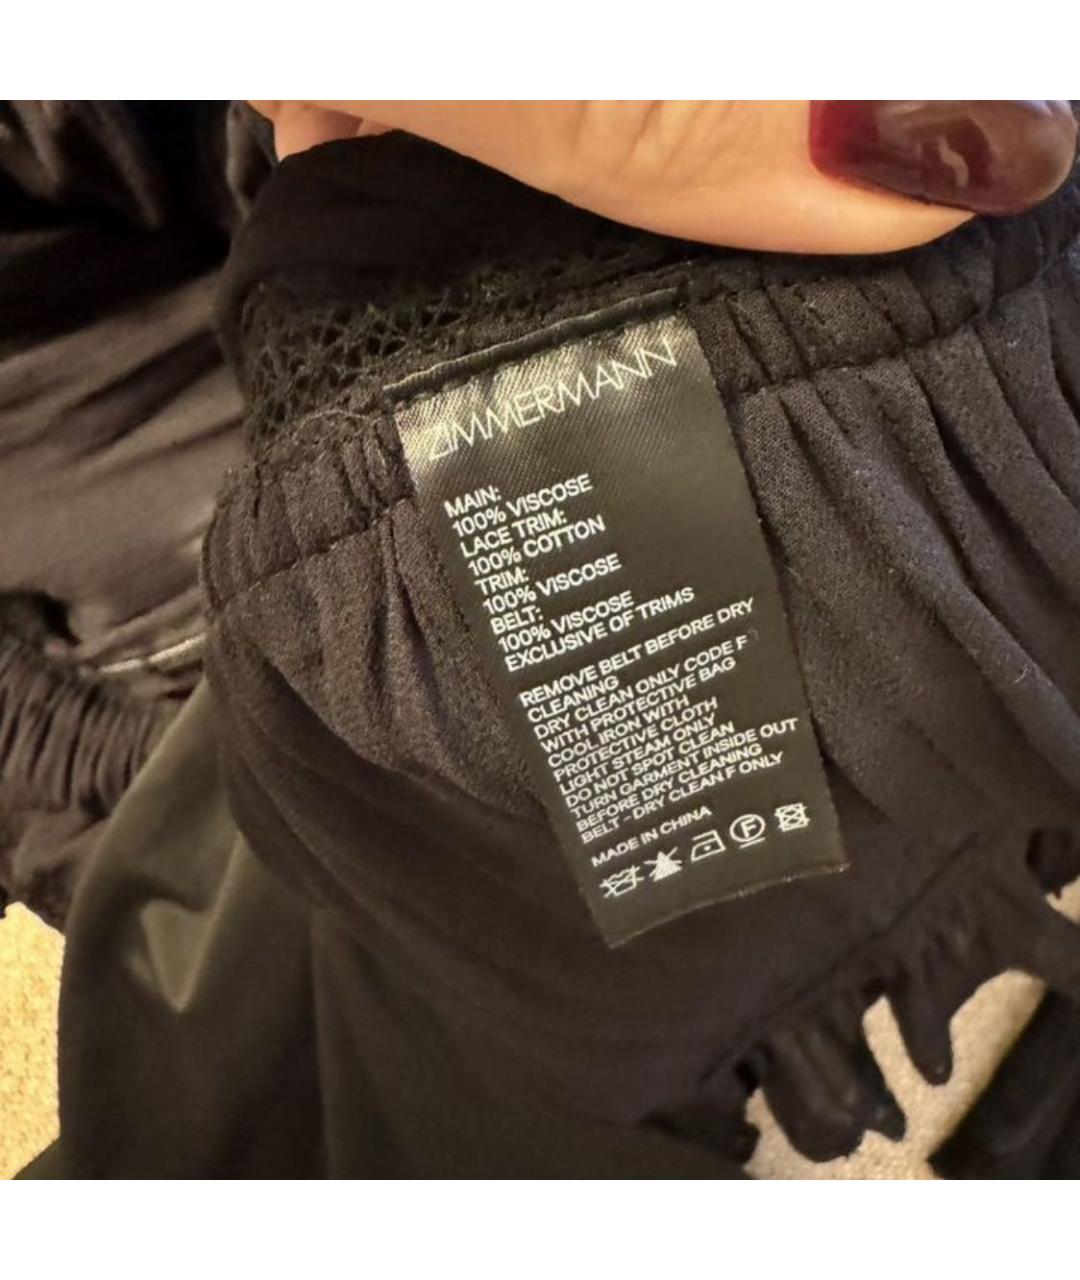 ZIMMERMANN
MAIN:
100% VISCOSE
LACE TRIM:
100% COTTON
TRIM:
100% VISCOSE
BELT:
100% VISCOSE
EXCLUSIVE OF TRIMS
REMOVE BELT BEFORE DRY
CLEANING
DRY CLEAN ONLY CODE F
WITH PROTECTIVE BAG
COOL IRON WITH
PROTECTIVE CLOTH
LIGHT STEAM ONLY
DO NOT SPOT CLEAN
TURN GARMENT INSIDE OUT
BEFORE DRY CLEANING
BELT - DRY CLEAN F ONLY
MADE IN CHINA
F